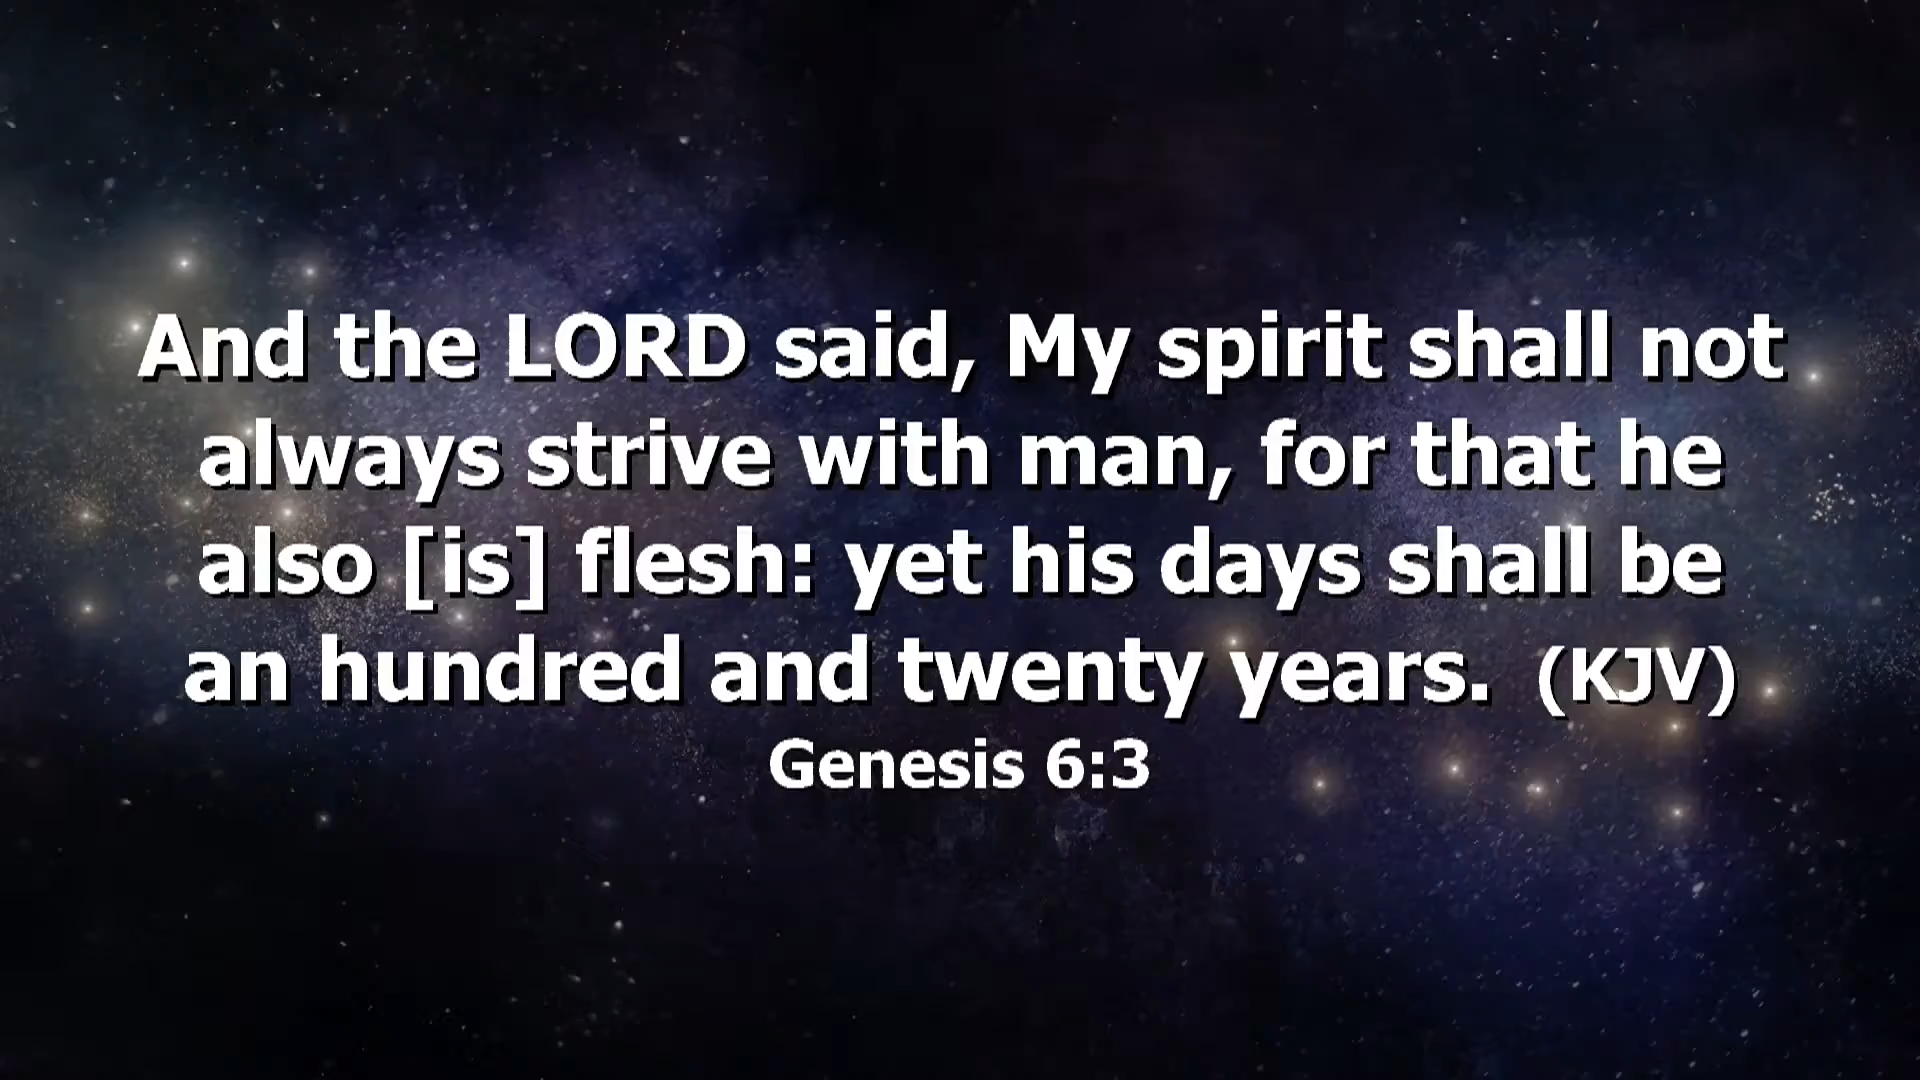 And the LORD said, My spirit shall not
always strive with man, for that he
also [is] flesh: yet his days shall be
an hundred and twenty years. (KJV)
Genesis 6:3